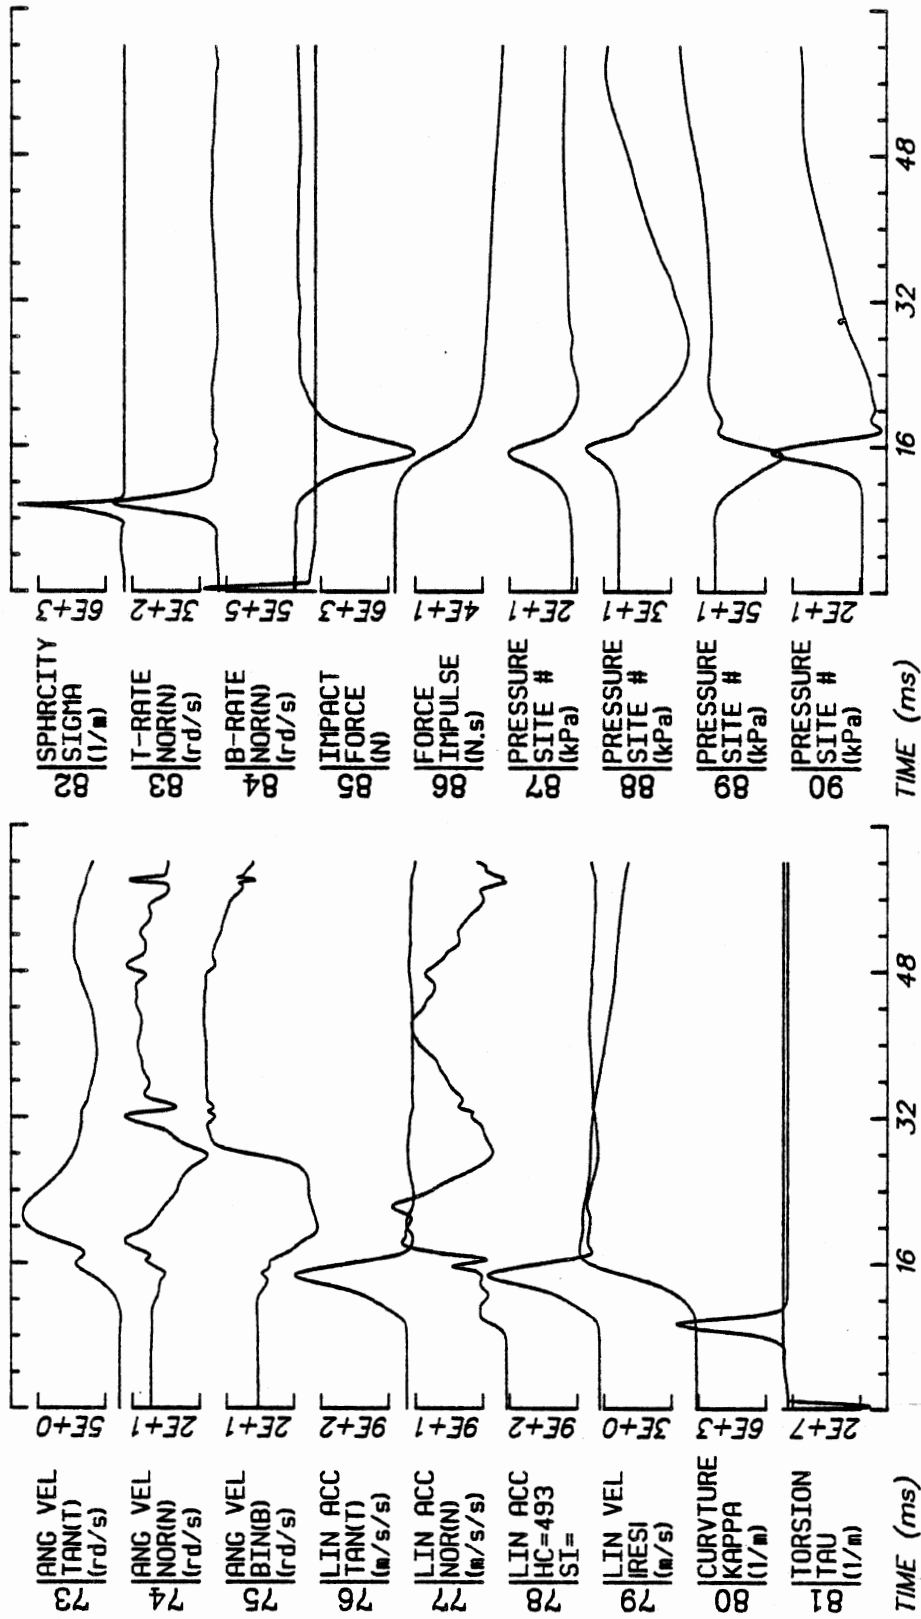 82
SPHRCITY
SIGMA
(1/m)
6E+3
83
T-RATE
NOR(N)
(rd/s)
3E+2
84
B-RATE
NOR(N)
(rd/s)
5E+5
85
IMPACT
FORCE
(N)
6E+3
86
FORCE
IMPULSE
(N.s)
4E+1
87
PRESSURE
SITE #
(kPa)
2E+1
88
PRESSURE
SITE #
(kPa)
3E+1
89
PRESSURE
SITE #
(kPa)
5E+1
90
PRESSURE
SITE #
(kPa)
2E+1
TIME (ms)
16
32
48
73
ANG VEL
TAN(T)
(rd/s)
5E+0
74
ANG VEL
NOR(N)
(rd/s)
2E+1
75
ANG VEL
BIN(B)
(rd/s)
2E+1
76
LIN ACC
TAN(T)
(m/s/s)
9E+2
77
LIN ACC
NOR(N)
(m/s/s)
9E+1
78
LIN ACC
HC=493
SI=
9E+2
79
LIN VEL
IRESI
(m/s)
3E+0
80
CURVTURE
KAPPA
(1/m)
6E+3
81
TORSION
TAU
(1/m)
2E+7
TIME (ms)
16
32
48